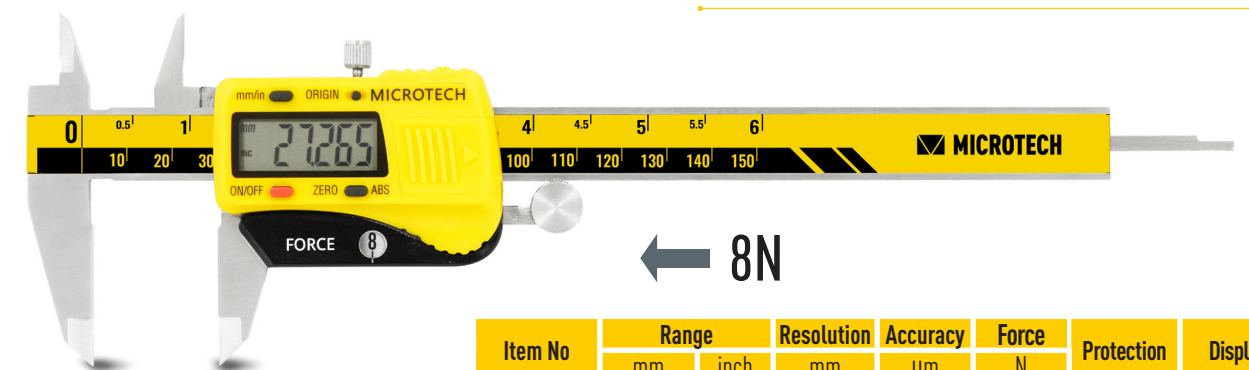 mm/in ORIGIN MICROTECH
mm
INC
27.265
ON/OFF ZERO ABS
FORCE 8
0 0.5 1 4 4.5 5 5.5 6
10 20 30 100 110 120 130 140 150
MICROTECH
8N
Item No Range Resolution Accuracy Force Protection
mm inch mm µm N